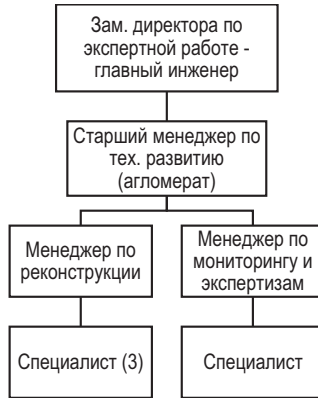 Зам. директора по
экспертной работе -
главный инженер
Старший менеджер по
тех. развитию
(агломерат)
Менеджер по
реконструкции
Менеджер по
мониторингу и
экспертизам
Специалист (3)
Специалист